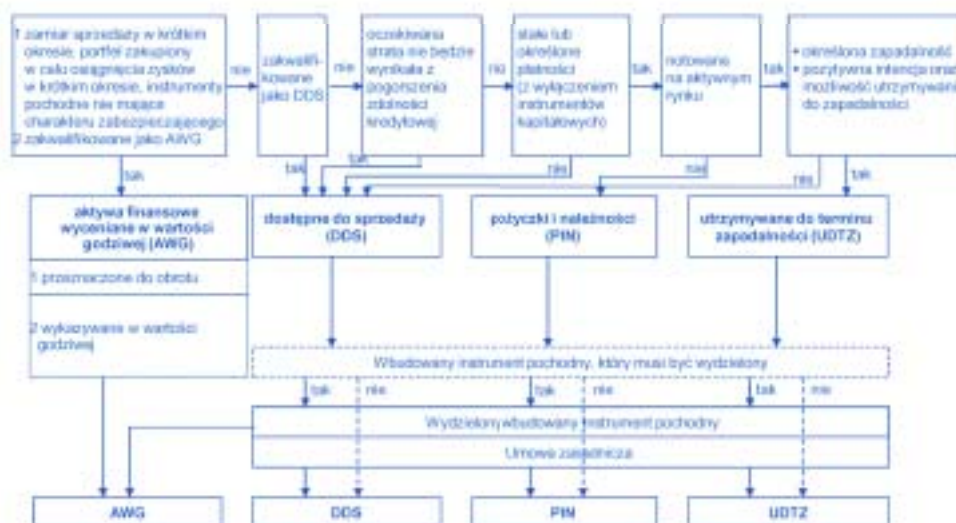 1 zamiar sprzedaży w krótkim
okresie, portfel zakupiony
w celu osiągnięcia zysków
w krótkim okresie, instrumenty
pochodne nie mające
charakteru zabezpieczającego
2 zakwalifikowane jako AWG
nie
zakwalifi-
kowane
jako DDS
nie
oczekiwana
strata nie będzie
wynikała z
pogorszenia
zdolności
kredytowej
stałe lub
określone
płatności
(z wyłączeniem
instrumentów
kapitałowych)
tak
notowane
na aktywnym
rynku
tak
• określona zapadalność
• pozytywna intencja oraz
możliwość utrzymywania
do zapadalności
tak
tak
tak
nie
nie
nie
tak
aktywa finansowe
wyceniane w wartości
godziwej (AWG)
1 przeznaczone do obrotu
2 wykazywane w wartości
godziwej
dostępne do sprzedaży
(DDS)
pożyczki i należności
(PIN)
utrzymywane do terminu
zapadalności (UDTZ)
Wbudowany instrument pochodny, który musi być wydzielony
tak
nie
tak
nie
tak
nie
Wydzielony wbudowany instrument pochodny
Umowa zasadnicza
AWG
DDS
PIN
UDTZ